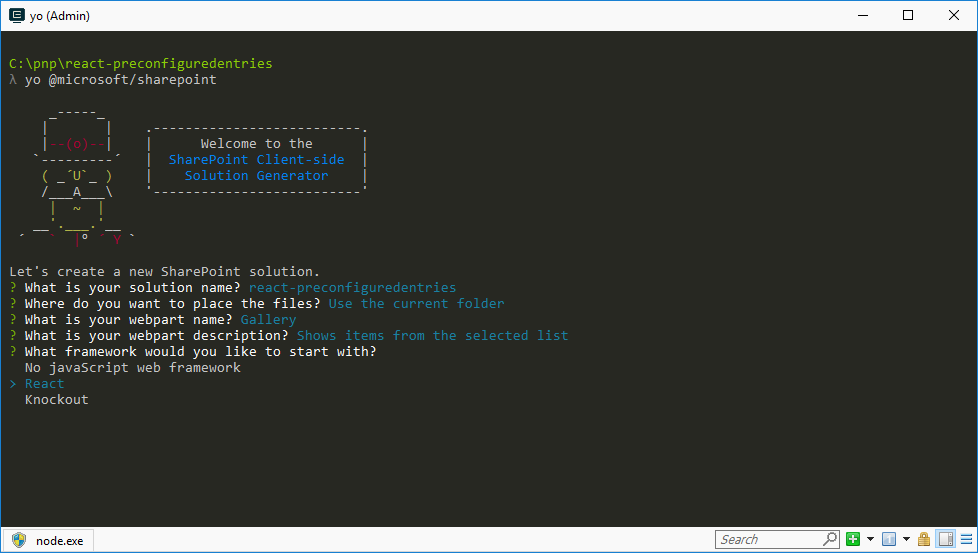 yo (Admin)
C:\pnp\react-preconfiguredentries
λ yo @microsoft/sharepoint
Welcome to the
SharePoint Client-side
Solution Generator
Let's create a new SharePoint solution.
? What is your solution name? react-preconfiguredentries
? Where do you want to place the files? Use the current folder
? What is your webpart name? Gallery
? What is your webpart description? Shows items from the selected list
? What framework would you like to start with?
No javaScript web framework
> React
Knockout
node.exe
Search